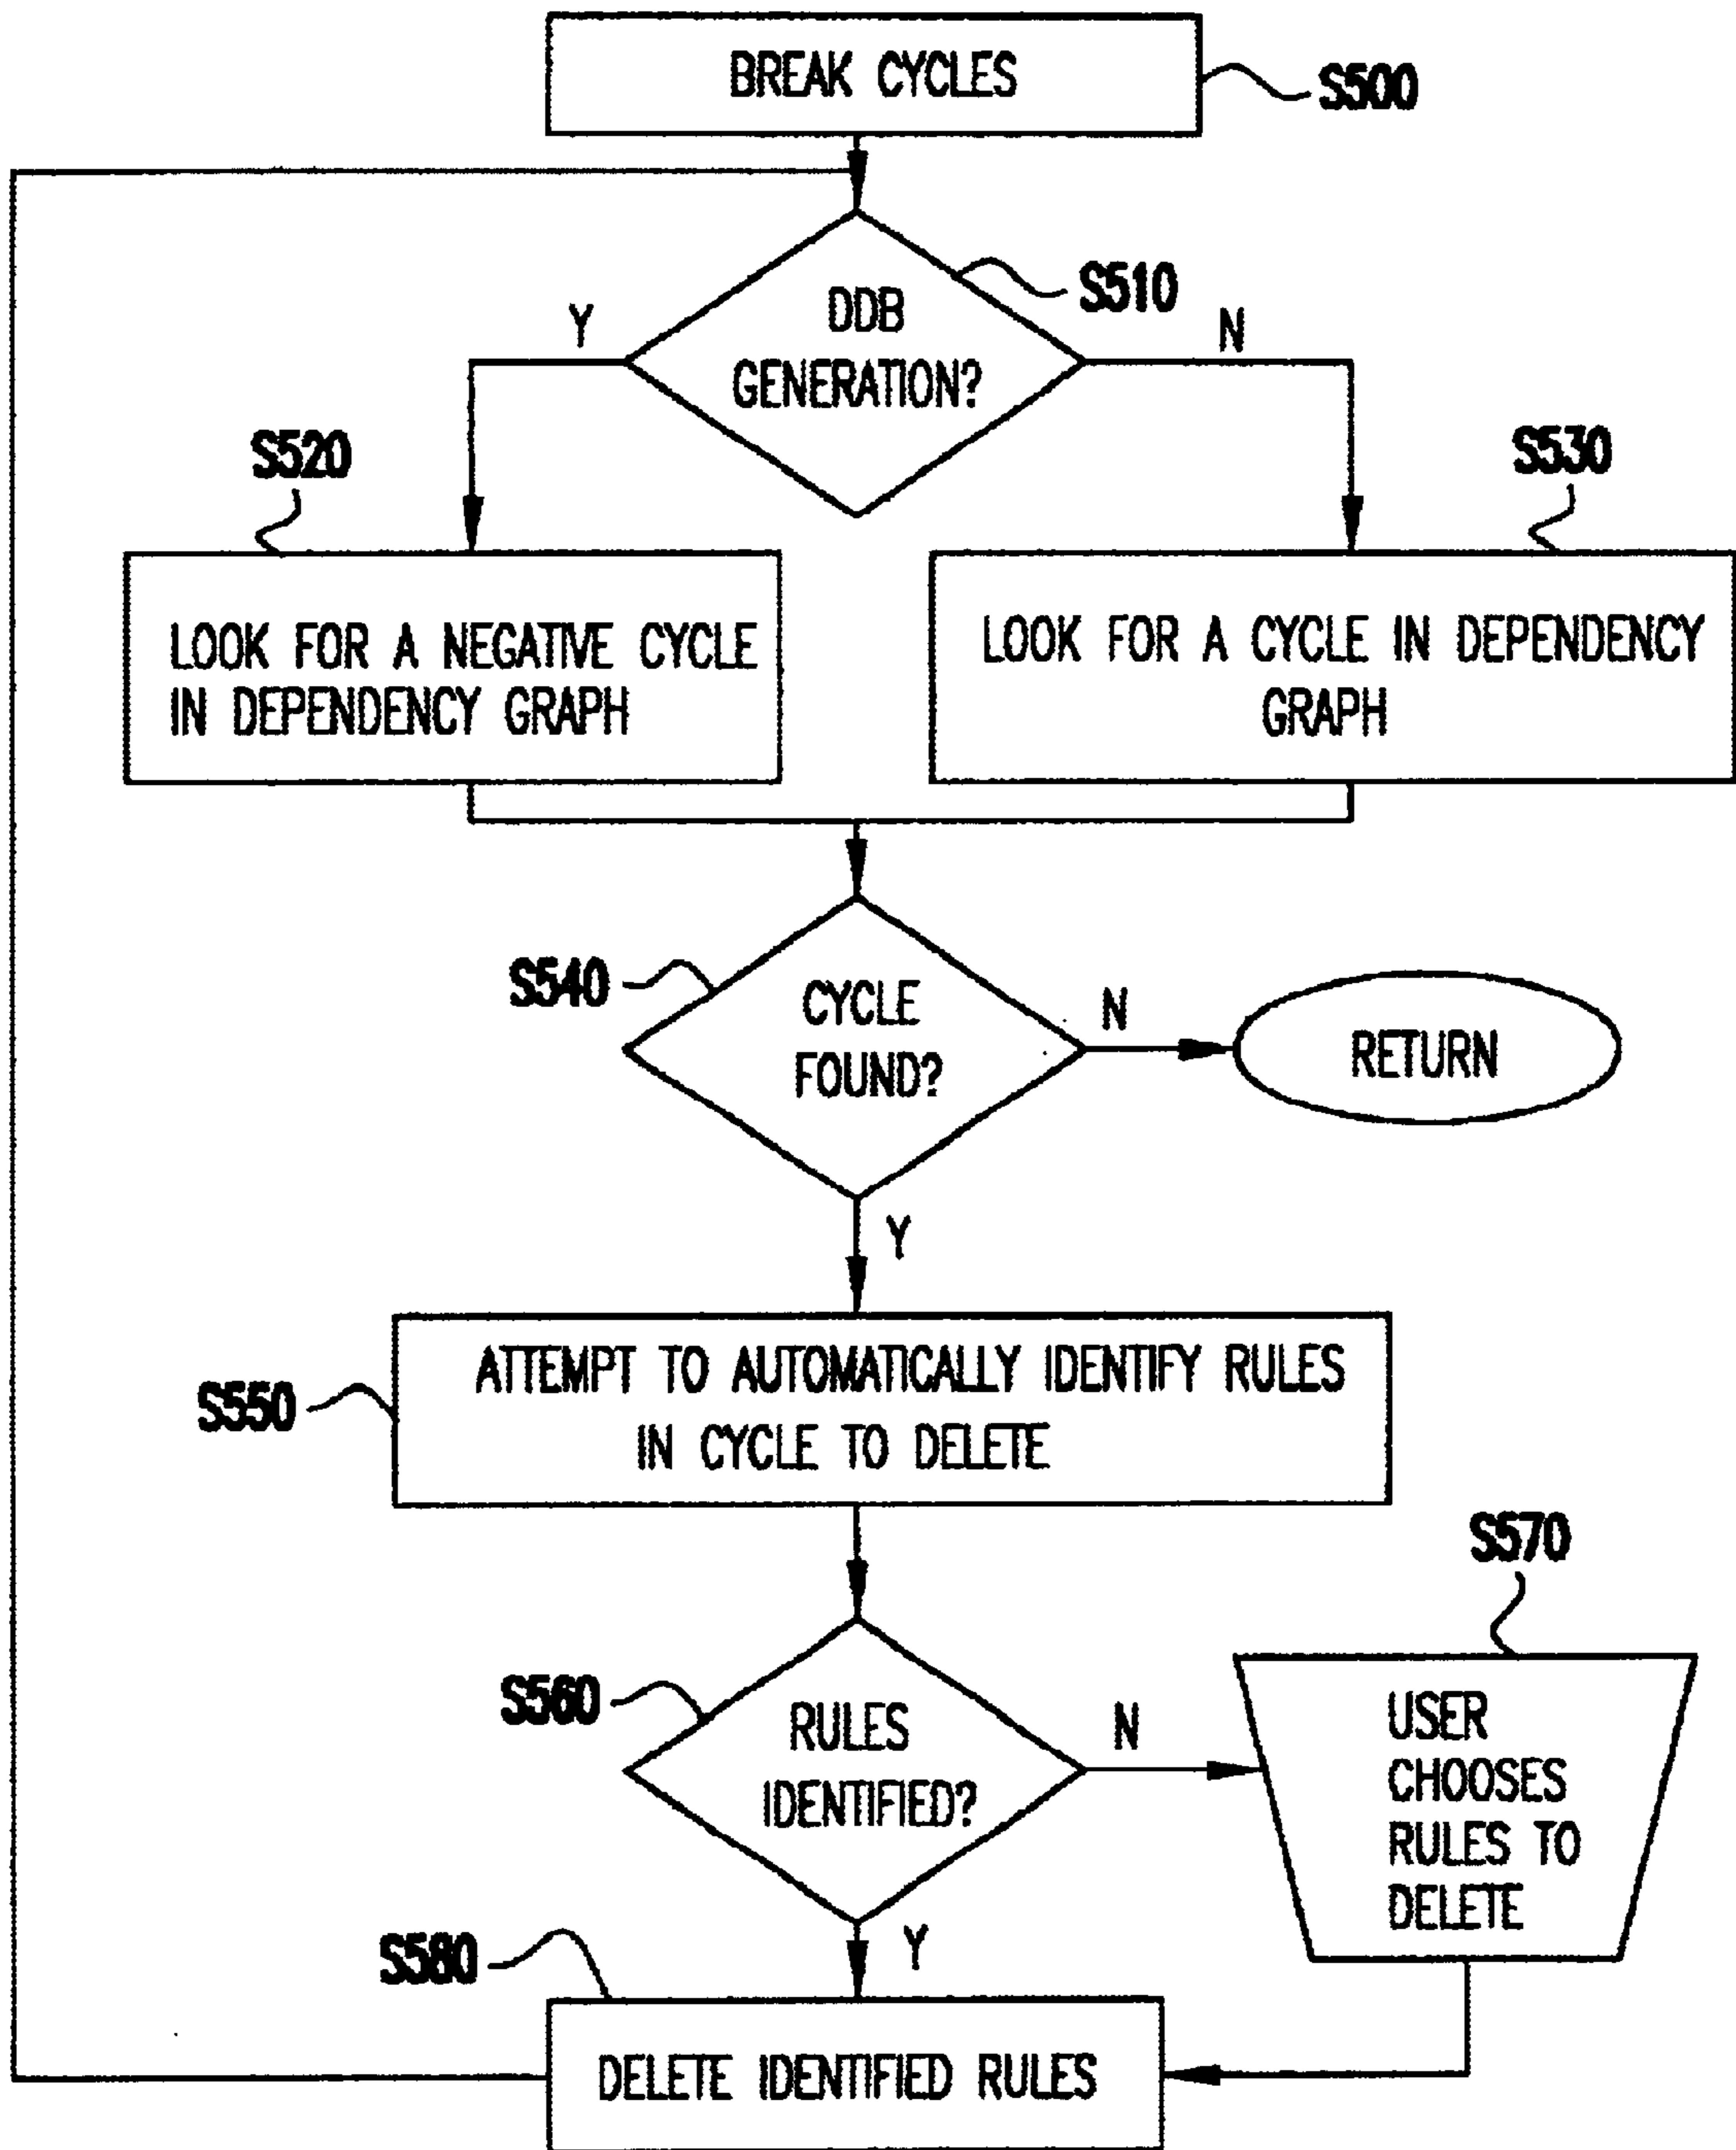 BREAK CYCLES
S500
S510
DDB
GENERATION?
Y
N
S520
S530
LOOK FOR A NEGATIVE CYCLE
IN DEPENDENCY GRAPH
LOOK FOR A CYCLE IN DEPENDENCY
GRAPH
S540
CYCLE
FOUND?
N
RETURN
Y
S550
ATTEMPT TO AUTOMATICALLY IDENTIFY RULES
IN CYCLE TO DELETE
S560
RULES
IDENTIFIED?
N
S570
USER
CHOOSES
RULES TO
DELETE
Y
S580
DELETE IDENTIFIED RULES